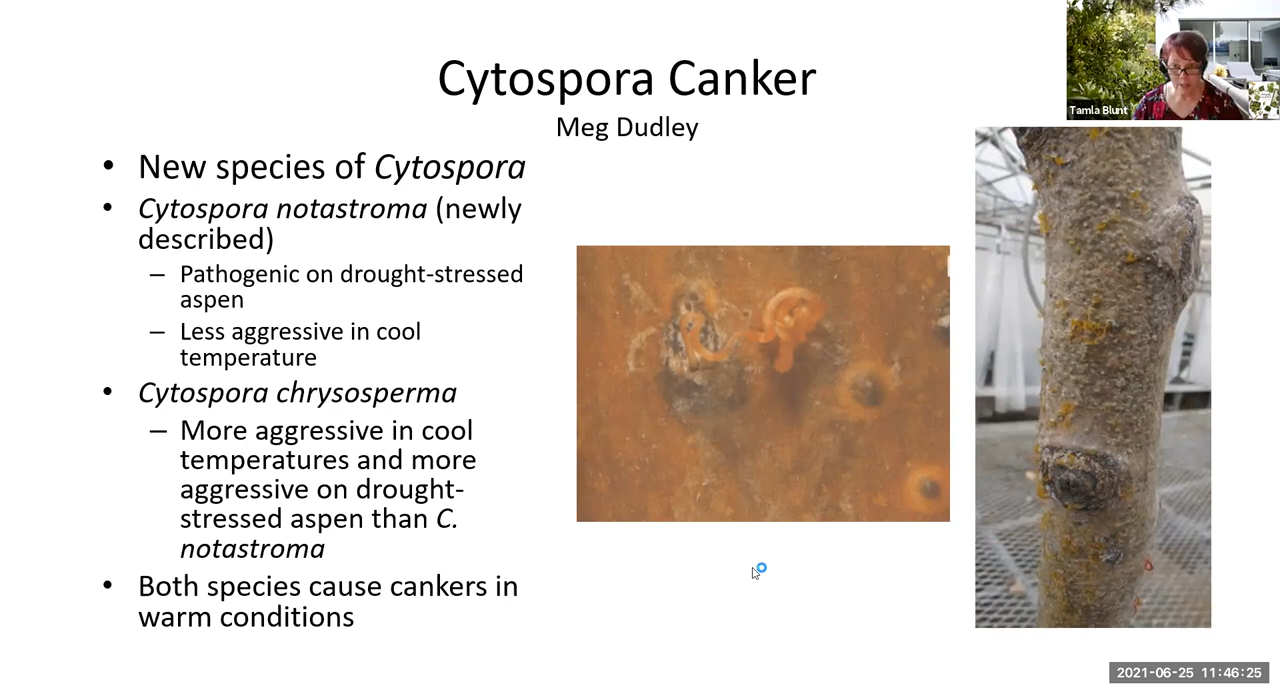 Cytospora Canker
Meg Dudley
• New species of Cytospora
• Cytospora notastroma (newly
described)
– Pathogenic on drought-stressed
aspen
– Less aggressive in cool
temperature
• Cytospora chrysosperma
– More aggressive in cool
temperatures and more
aggressive on drought-
stressed aspen than C.
notastroma
• Both species cause cankers in
warm conditions
Tamla Blunt
2021-06-25 11:46:25